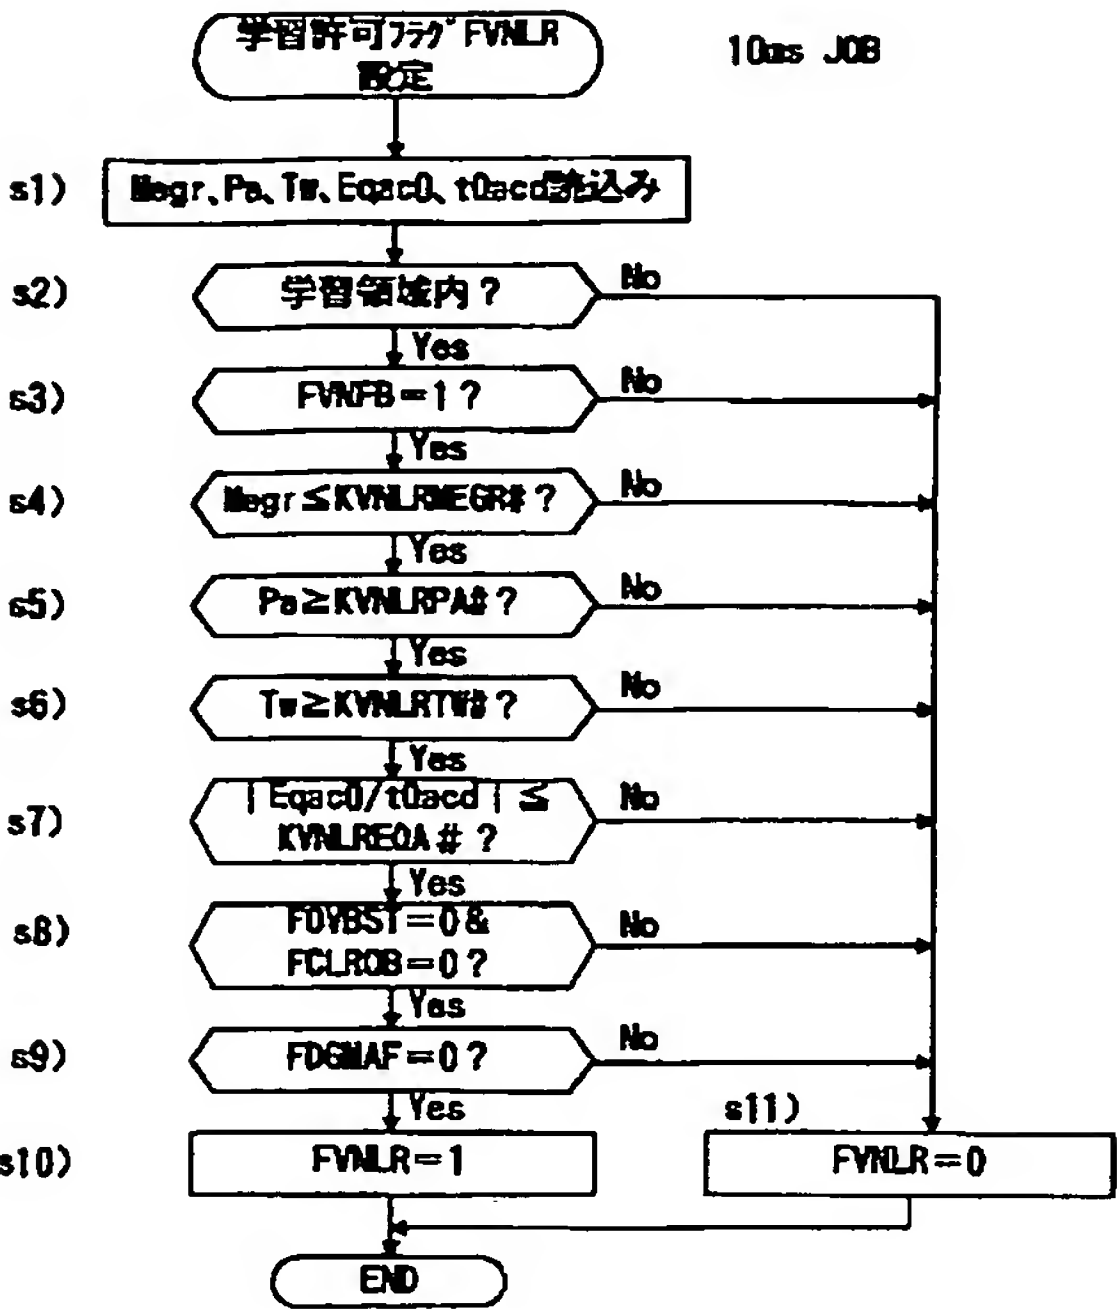 学習許可ﾌﾗｸﾞFVNLR
設定
10ms JOB
s1)
Megr、Pa、Tw、Eqac0、tQacd読込み
s2)
学習領域内?
No
Yes
s3)
FVNFB=1?
No
Yes
s4)
Megr≦KVNLRMEGR#?
No
Yes
s5)
Pa≧KVNLRPA#?
No
Yes
s6)
Tw≧KVNLRTW#?
No
Yes
s7)
|Eqac0/tQacd|≦
KVNLREQA#?
No
Yes
s8)
FOYBST=0&
FCLROB=0?
No
Yes
s9)
FDGMAF=0?
No
Yes
s10)
FVNLR=1
s11)
FVNLR=0
END